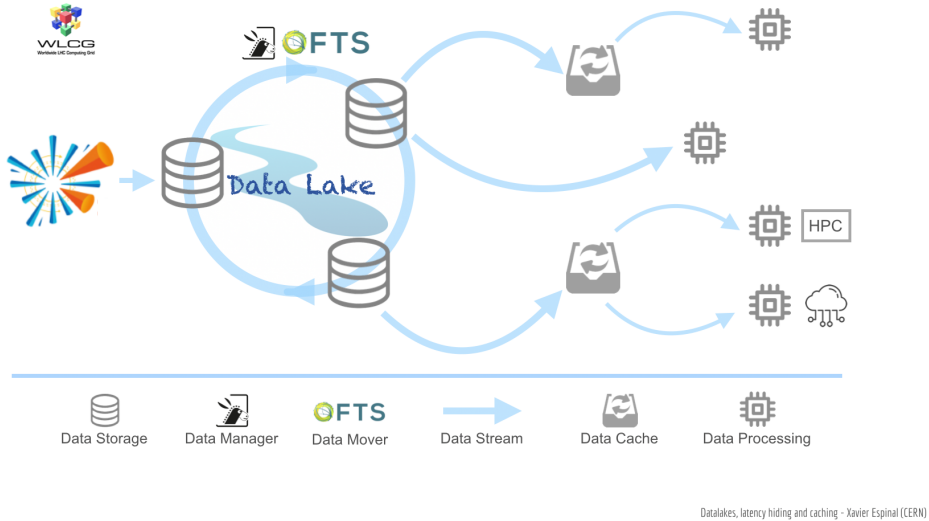 WLCG
Worldwide LHC Computing Grid
FTS
Data Lake
HPC
Data Storage
Data Manager
FTS
Data Mover
Data Stream
Data Cache
Data Processing
Datalakes, latency hiding and caching - Xavier Espinal (CERN)